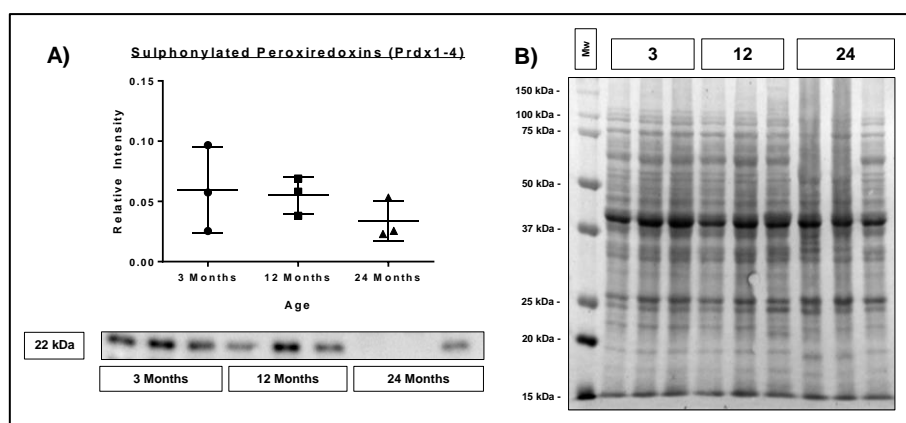 A)
Sulphonylated Peroxiredoxins (Prdx1-4)
Relative Intensity
0.15
0.10
0.05
0.00
3 Months
12 Months
24 Months
Age
22 kDa
3 Months
12 Months
24 Months
B)
Mw
3
12
24
150 kDa -
100 kDa -
75 kDa -
50 kDa -
37 kDa -
25 kDa -
20 kDa -
15 kDa -